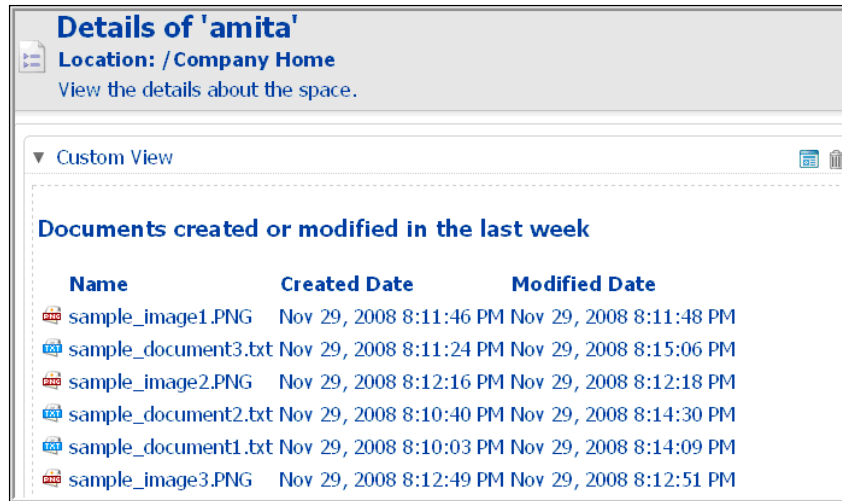 Details of 'amita'
Location: /Company Home
View the details about the space.
Custom View
Documents created or modified in the last week
Name Created Date Modified Date
PNG sample_image1.PNG Nov 29, 2008 8:11:46 PM Nov 29, 2008 8:11:48 PM
TXT sample_document3.txt Nov 29, 2008 8:11:24 PM Nov 29, 2008 8:15:06 PM
PNG sample_image2.PNG Nov 29, 2008 8:12:16 PM Nov 29, 2008 8:12:18 PM
TXT sample_document2.txt Nov 29, 2008 8:10:40 PM Nov 29, 2008 8:14:30 PM
TXT sample_document1.txt Nov 29, 2008 8:10:03 PM Nov 29, 2008 8:14:09 PM
PNG sample_image3.PNG Nov 29, 2008 8:12:49 PM Nov 29, 2008 8:12:51 PM